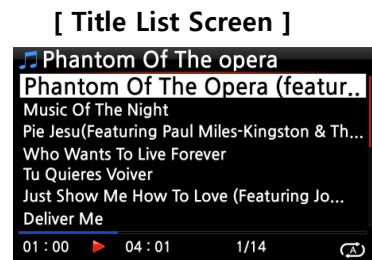 [ Title List Screen ]
Phantom Of The opera
Phantom Of The Opera (featur..
Music Of The Night
Pie Jesu(Featuring Paul Miles-Kingston & Th...
Who Wants To Live Forever
Tu Quieres Voiver
Just Show Me How To Love (Featuring Jo...
Deliver Me
01 : 00 04 : 01 1/14 A